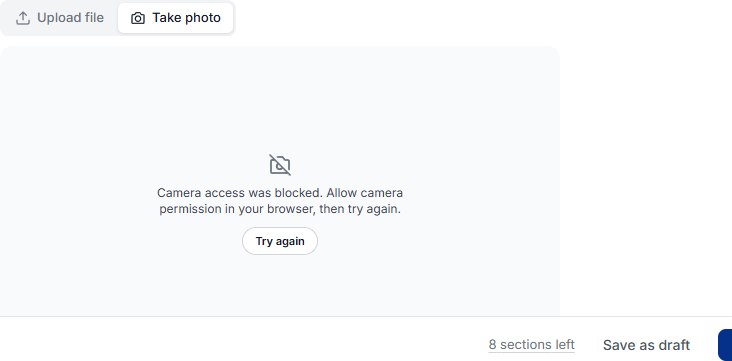 Upload file
Take photo
Camera access was blocked. Allow camera
permission in your browser, then try again.
Try again
8 sections left
Save as draft